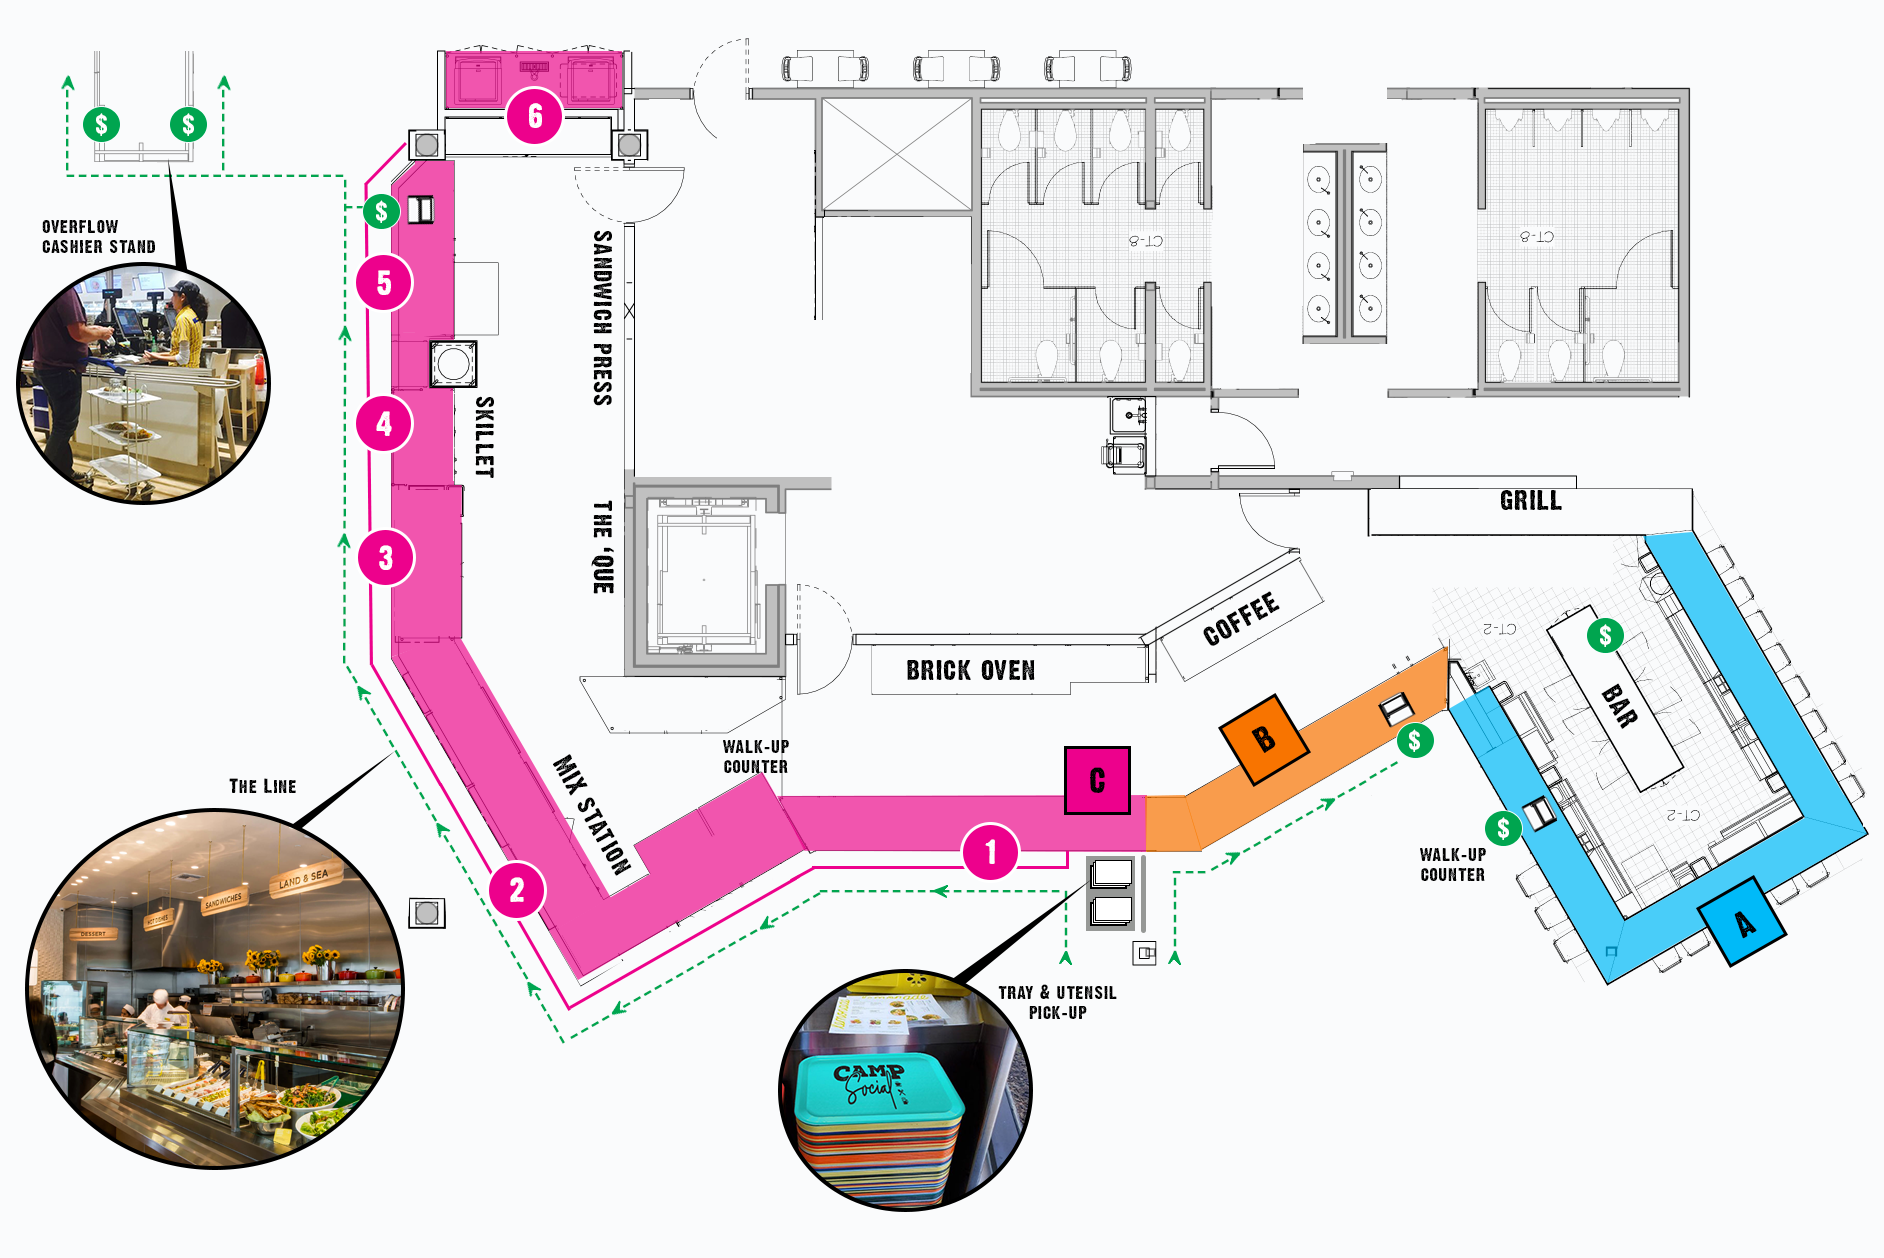 6
$
$
OVERFLOW
CASHIER STAND
$
5
4
3
SANDWICH PRESS
SKILLET
THE 'QUE
CT-8
CT-8
GRILL
COFFEE
BRICK OVEN
CT-2
$
BAR
CT-2
WALK-UP
COUNTER
MIX STATION
C
B
$
$
WALK-UP
COUNTER
A
1
2
THE LINE
LAND & SEA
SANDWICHES
HOT DISHES
DESSERT
TRAY & UTENSIL
PICK-UP
CAMP
Social